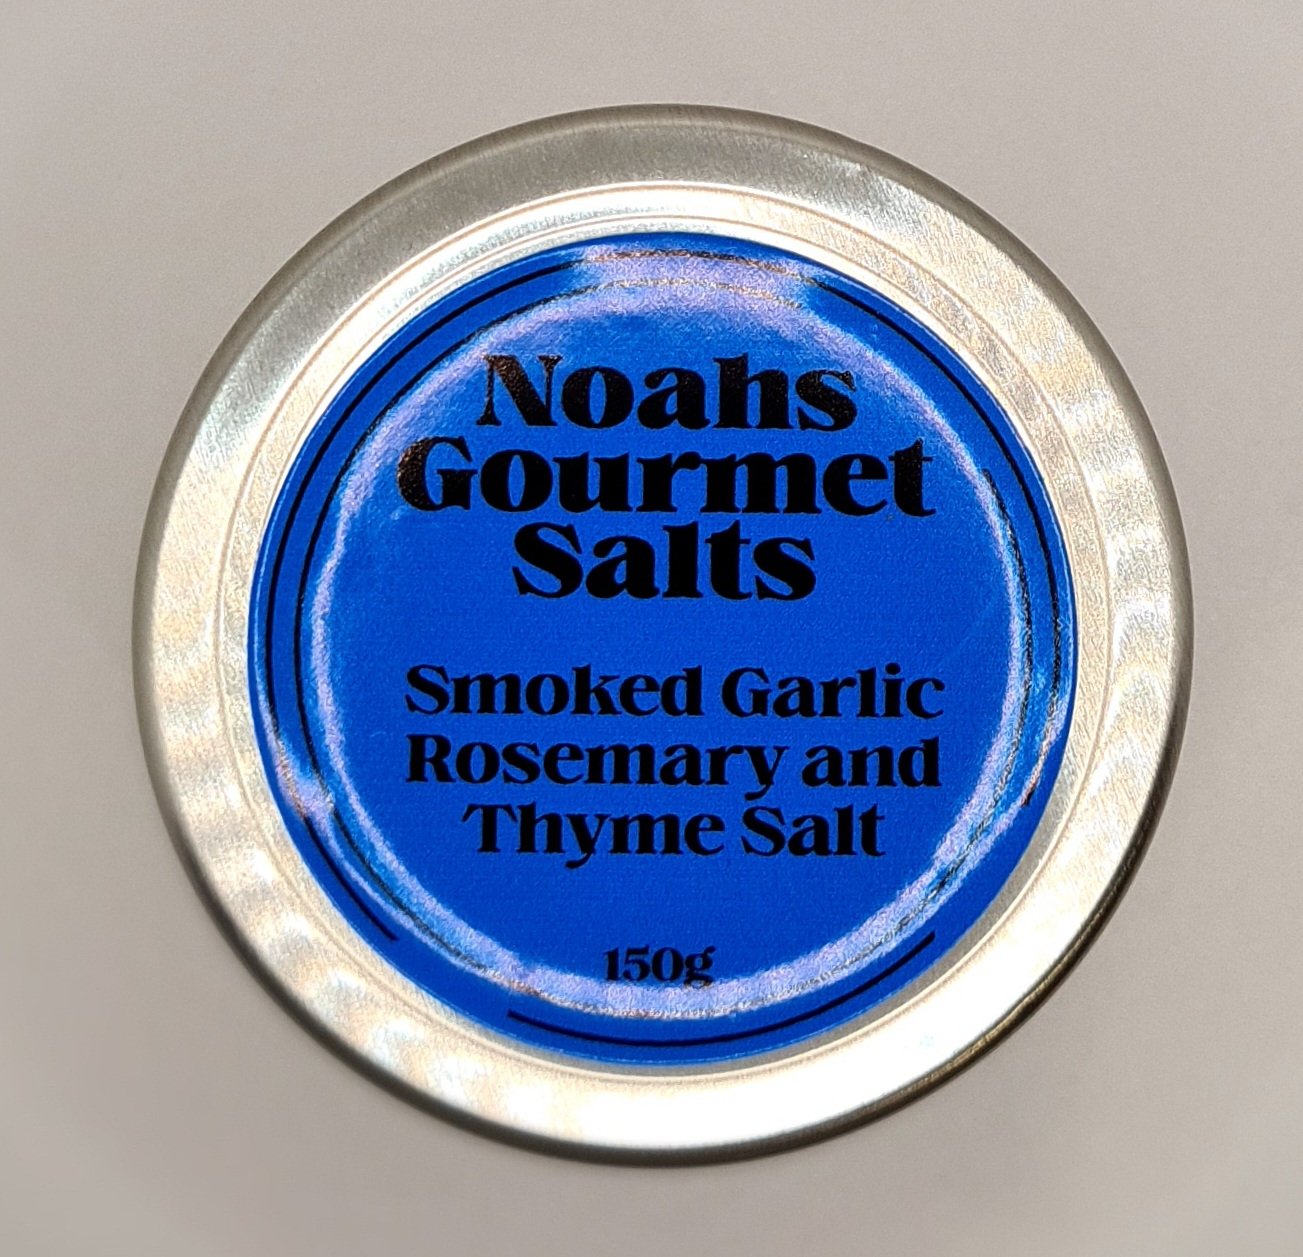 Noahs
Gourmet
Salts
Smoked Garlic
Rosemary and
Thyme Salt
150g